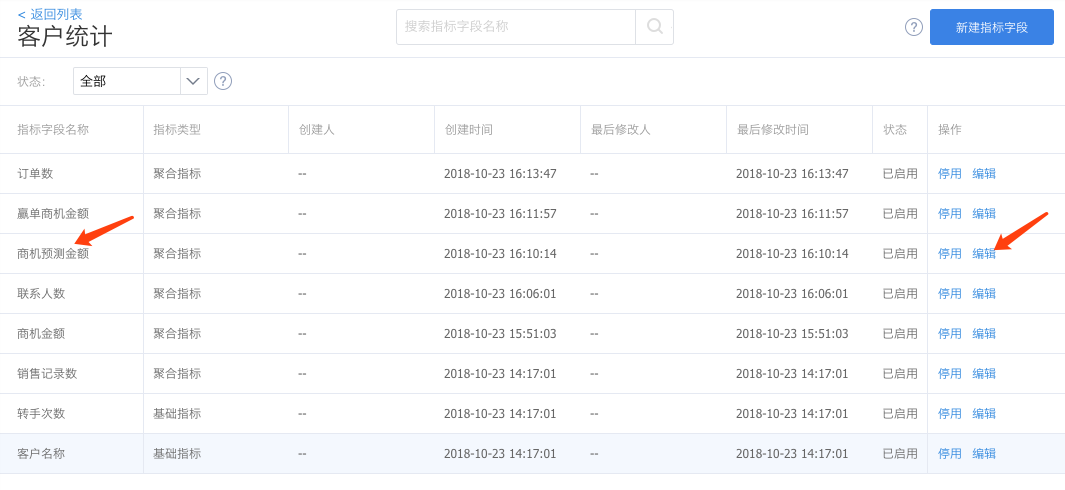 < 返回列表
客户统计
搜索指标字段名称
?
新建指标字段
状态:
全部
?
指标字段名称 指标类型 创建人 创建时间 最后修改人 最后修改时间 状态 操作
订单数 聚合指标 -- 2018-10-23 16:13:47 -- 2018-10-23 16:13:47 已启用 停用 编辑
赢单商机金额 聚合指标 -- 2018-10-23 16:11:57 -- 2018-10-23 16:11:57 已启用 停用 编辑
商机预测金额 聚合指标 -- 2018-10-23 16:10:14 -- 2018-10-23 16:10:14 已启用 停用 编辑
联系人数 聚合指标 -- 2018-10-23 16:06:01 -- 2018-10-23 16:06:01 已启用 停用 编辑
商机金额 聚合指标 -- 2018-10-23 15:51:03 -- 2018-10-23 15:51:03 已启用 停用 编辑
销售记录数 聚合指标 -- 2018-10-23 14:17:01 -- 2018-10-23 14:17:01 已启用 停用 编辑
转手次数 基础指标 -- 2018-10-23 14:17:01 -- 2018-10-23 14:17:01 已启用 停用 编辑
客户名称 基础指标 -- 2018-10-23 14:17:01 -- 2018-10-23 14:17:01 已启用 停用 编辑